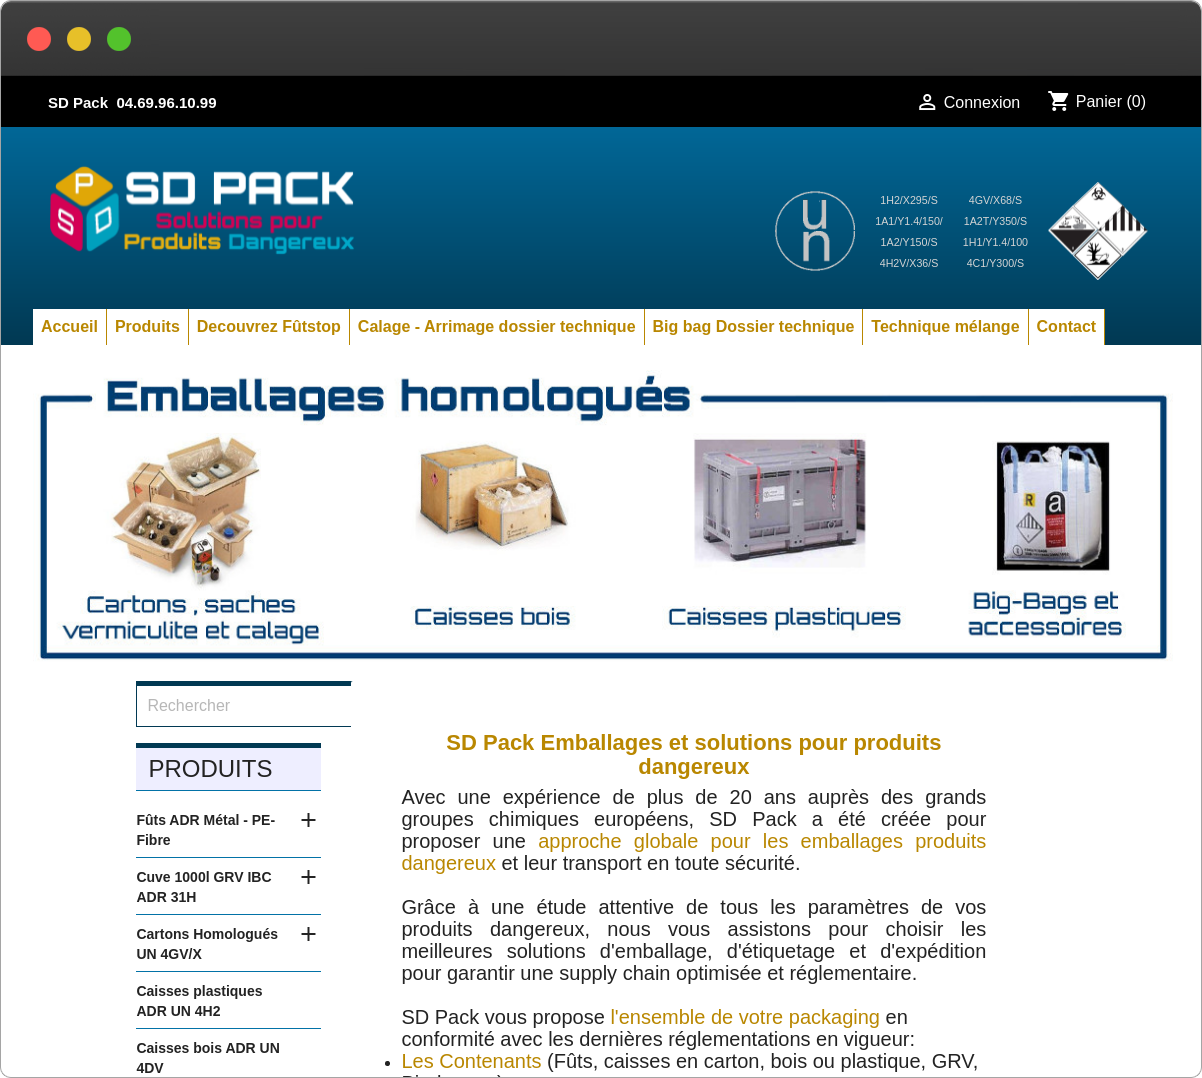 SD Pack 04.69.96.10.99
Connexion
Panier (0)
P
S
D
SD PACK
Solutions pour
Produits Dangereux
un
1H2/X295/S
4GV/X68/S
1A1/Y1.4/150/
1A2T/Y350/S
1A2/Y150/S
1H1/Y1.4/100
4H2V/X36/S
4C1/Y300/S
Accueil
Produits
Decouvrez Fûtstop
Calage - Arrimage dossier technique
Big bag Dossier technique
Technique mélange
Contact
Emballages homologués
R
a
Cartons , saches
vermiculite et calage
Caisses bois
Caisses plastiques
Big-Bags et
accessoires
Rechercher
PRODUITS
Fûts ADR Métal - PE-
Fibre
Cuve 1000l GRV IBC
ADR 31H
Cartons Homologués
UN 4GV/X
Caisses plastiques
ADR UN 4H2
Caisses bois ADR UN
4DV
SD Pack Emballages et solutions pour produits
dangereux
Avec une expérience de plus de 20 ans auprès des grands
groupes chimiques européens, SD Pack a été créée pour
proposer une approche globale pour les emballages produits
dangereux et leur transport en toute sécurité.
Grâce à une étude attentive de tous les paramètres de vos
produits dangereux, nous vous assistons pour choisir les
meilleures solutions d'emballage, d'étiquetage et d'expédition
pour garantir une supply chain optimisée et réglementaire.
SD Pack vous propose l'ensemble de votre packaging en
conformité avec les dernières réglementations en vigueur:
Les Contenants (Fûts, caisses en carton, bois ou plastique, GRV,